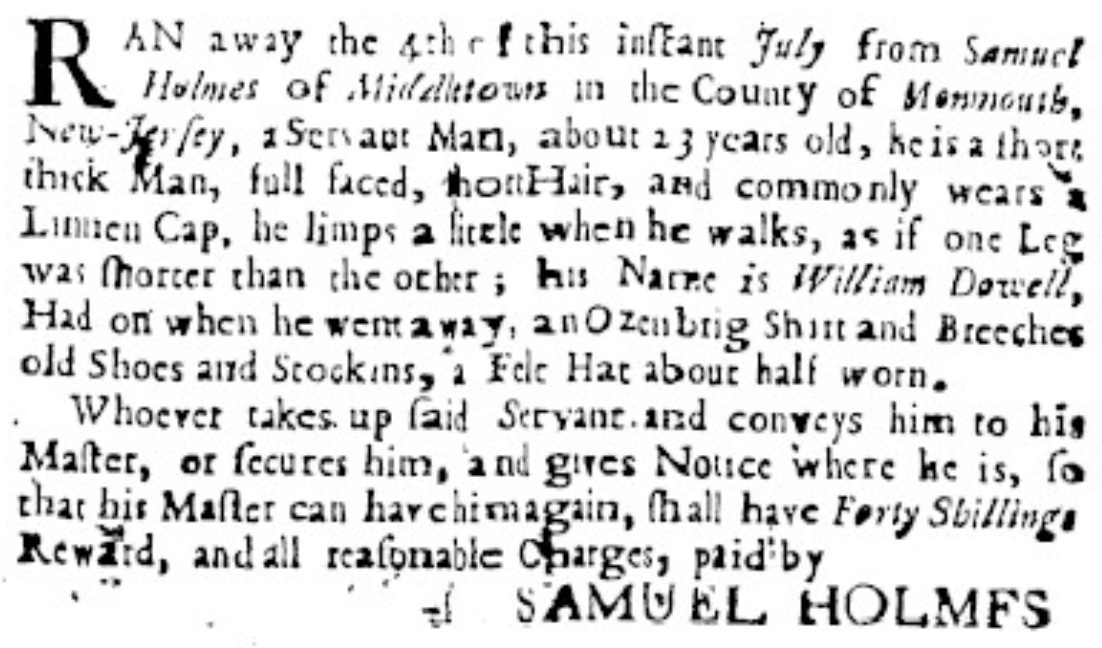 RAN away the 4th of this inſtant July from Samuel
Holmes of Middletown in the County of Monmouth,
New-Jerſey, a Servant Man, about 23 years old, he is a ſhort
thick Man, full faced, ſhort Hair, and commonly wears a
Linnen Cap, he limps a little when he walks, as if one Leg
was ſhorter than the other; his Name is William Dowell,
Had on when he went away, an Ozenbrig Shirt and Breeches
old Shoes and Stockins, a Felt Hat about half worn.
Whoever takes up ſaid Servant and conveys him to his
Maſter, or ſecures him, and gives Notice where he is, ſo
that his Maſter can have him again, ſhall have Forty Shillings
Reward, and all reaſonable Charges, paid by
SAMUEL HOLMES